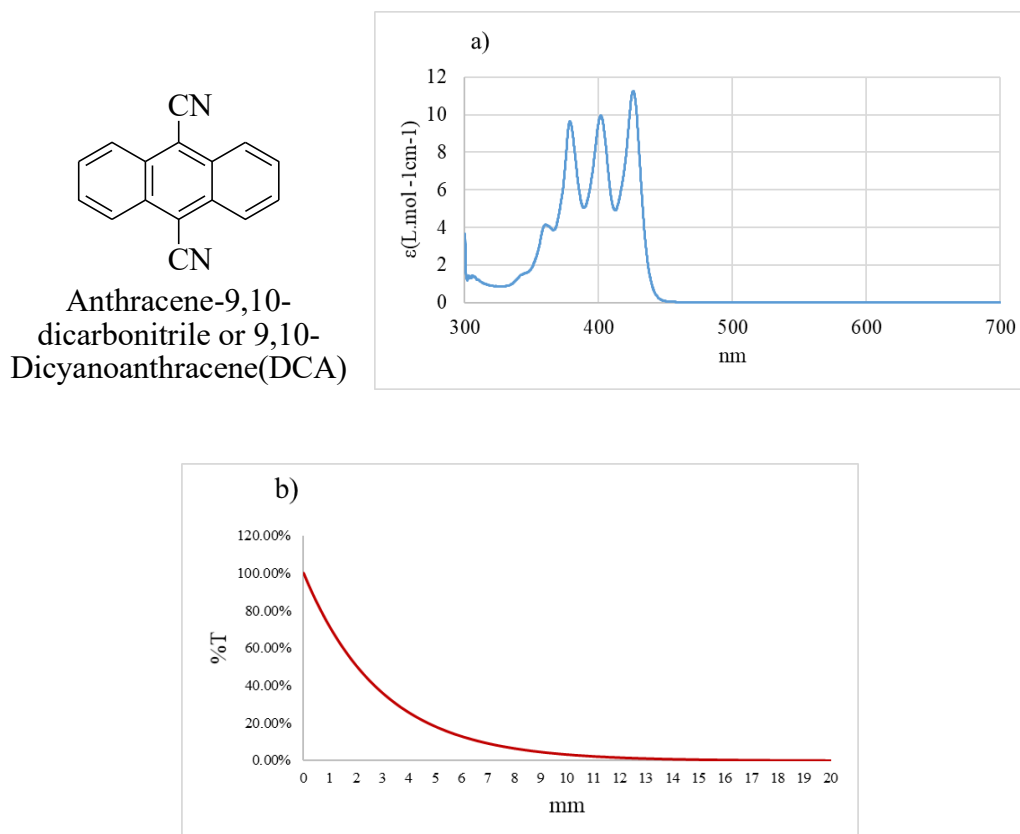 CN
CN
Anthracene-9,10-
dicarbonitrile or 9,10-
Dicyanoanthracene(DCA)
a)
ε(L.mol -1cm-1)
12
10
8
6
4
2
0
300 400 500 600 700
nm
b)
%T
120.00%
100.00%
80.00%
60.00%
40.00%
20.00%
0.00%
0 1 2 3 4 5 6 7 8 9 10 11 12 13 14 15 16 17 18 19 20
mm